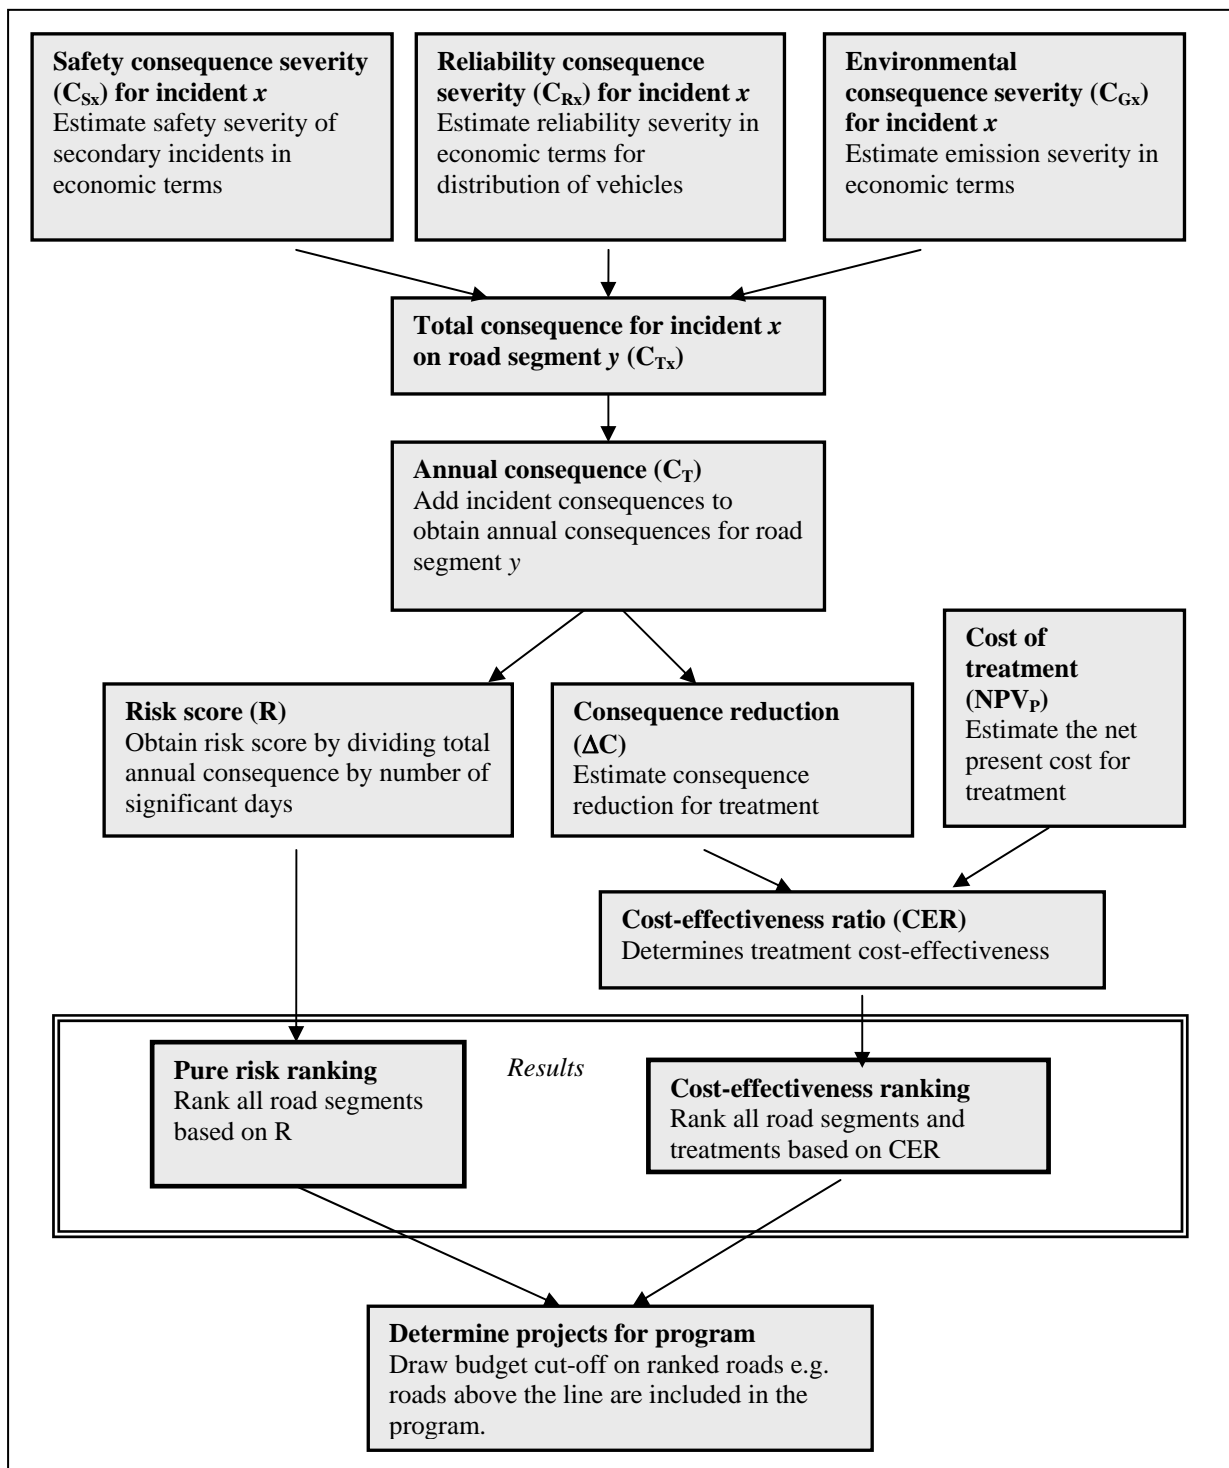 Safety consequence severity
(C_Sx) for incident x
Estimate safety severity of
secondary incidents in
economic terms
Reliability consequence
severity (C_Rx) for incident x
Estimate reliability severity in
economic terms for
distribution of vehicles
Environmental
consequence severity (C_Gx)
for incident x
Estimate emission severity in
economic terms
Total consequence for incident x
on road segment y (C_Tx)
Annual consequence (C_T)
Add incident consequences to
obtain annual consequences for road
segment y
Cost of
treatment
(NPV_P)
Estimate the net
present cost for
treatment
Risk score (R)
Obtain risk score by dividing total
annual consequence by number of
significant days
Consequence reduction
(ΔC)
Estimate consequence
reduction for treatment
Cost-effectiveness ratio (CER)
Determines treatment cost-effectiveness
Results
Pure risk ranking
Rank all road segments
based on R
Cost-effectiveness ranking
Rank all road segments and
treatments based on CER
Determine projects for program
Draw budget cut-off on ranked roads e.g.
roads above the line are included in the
program.